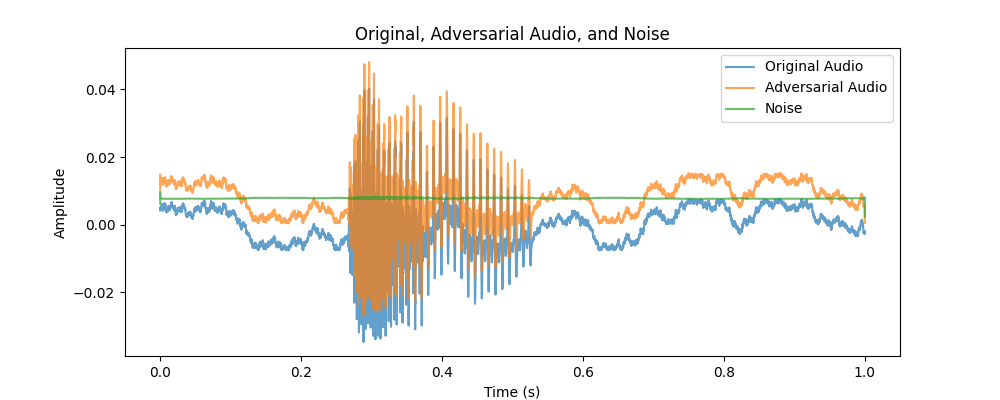 Original, Adversarial Audio, and Noise
Original Audio
Adversarial Audio
Noise
Amplitude
0.04
0.02
0.00
−0.02
0.0
0.2
0.4
0.6
0.8
1.0
Time (s)